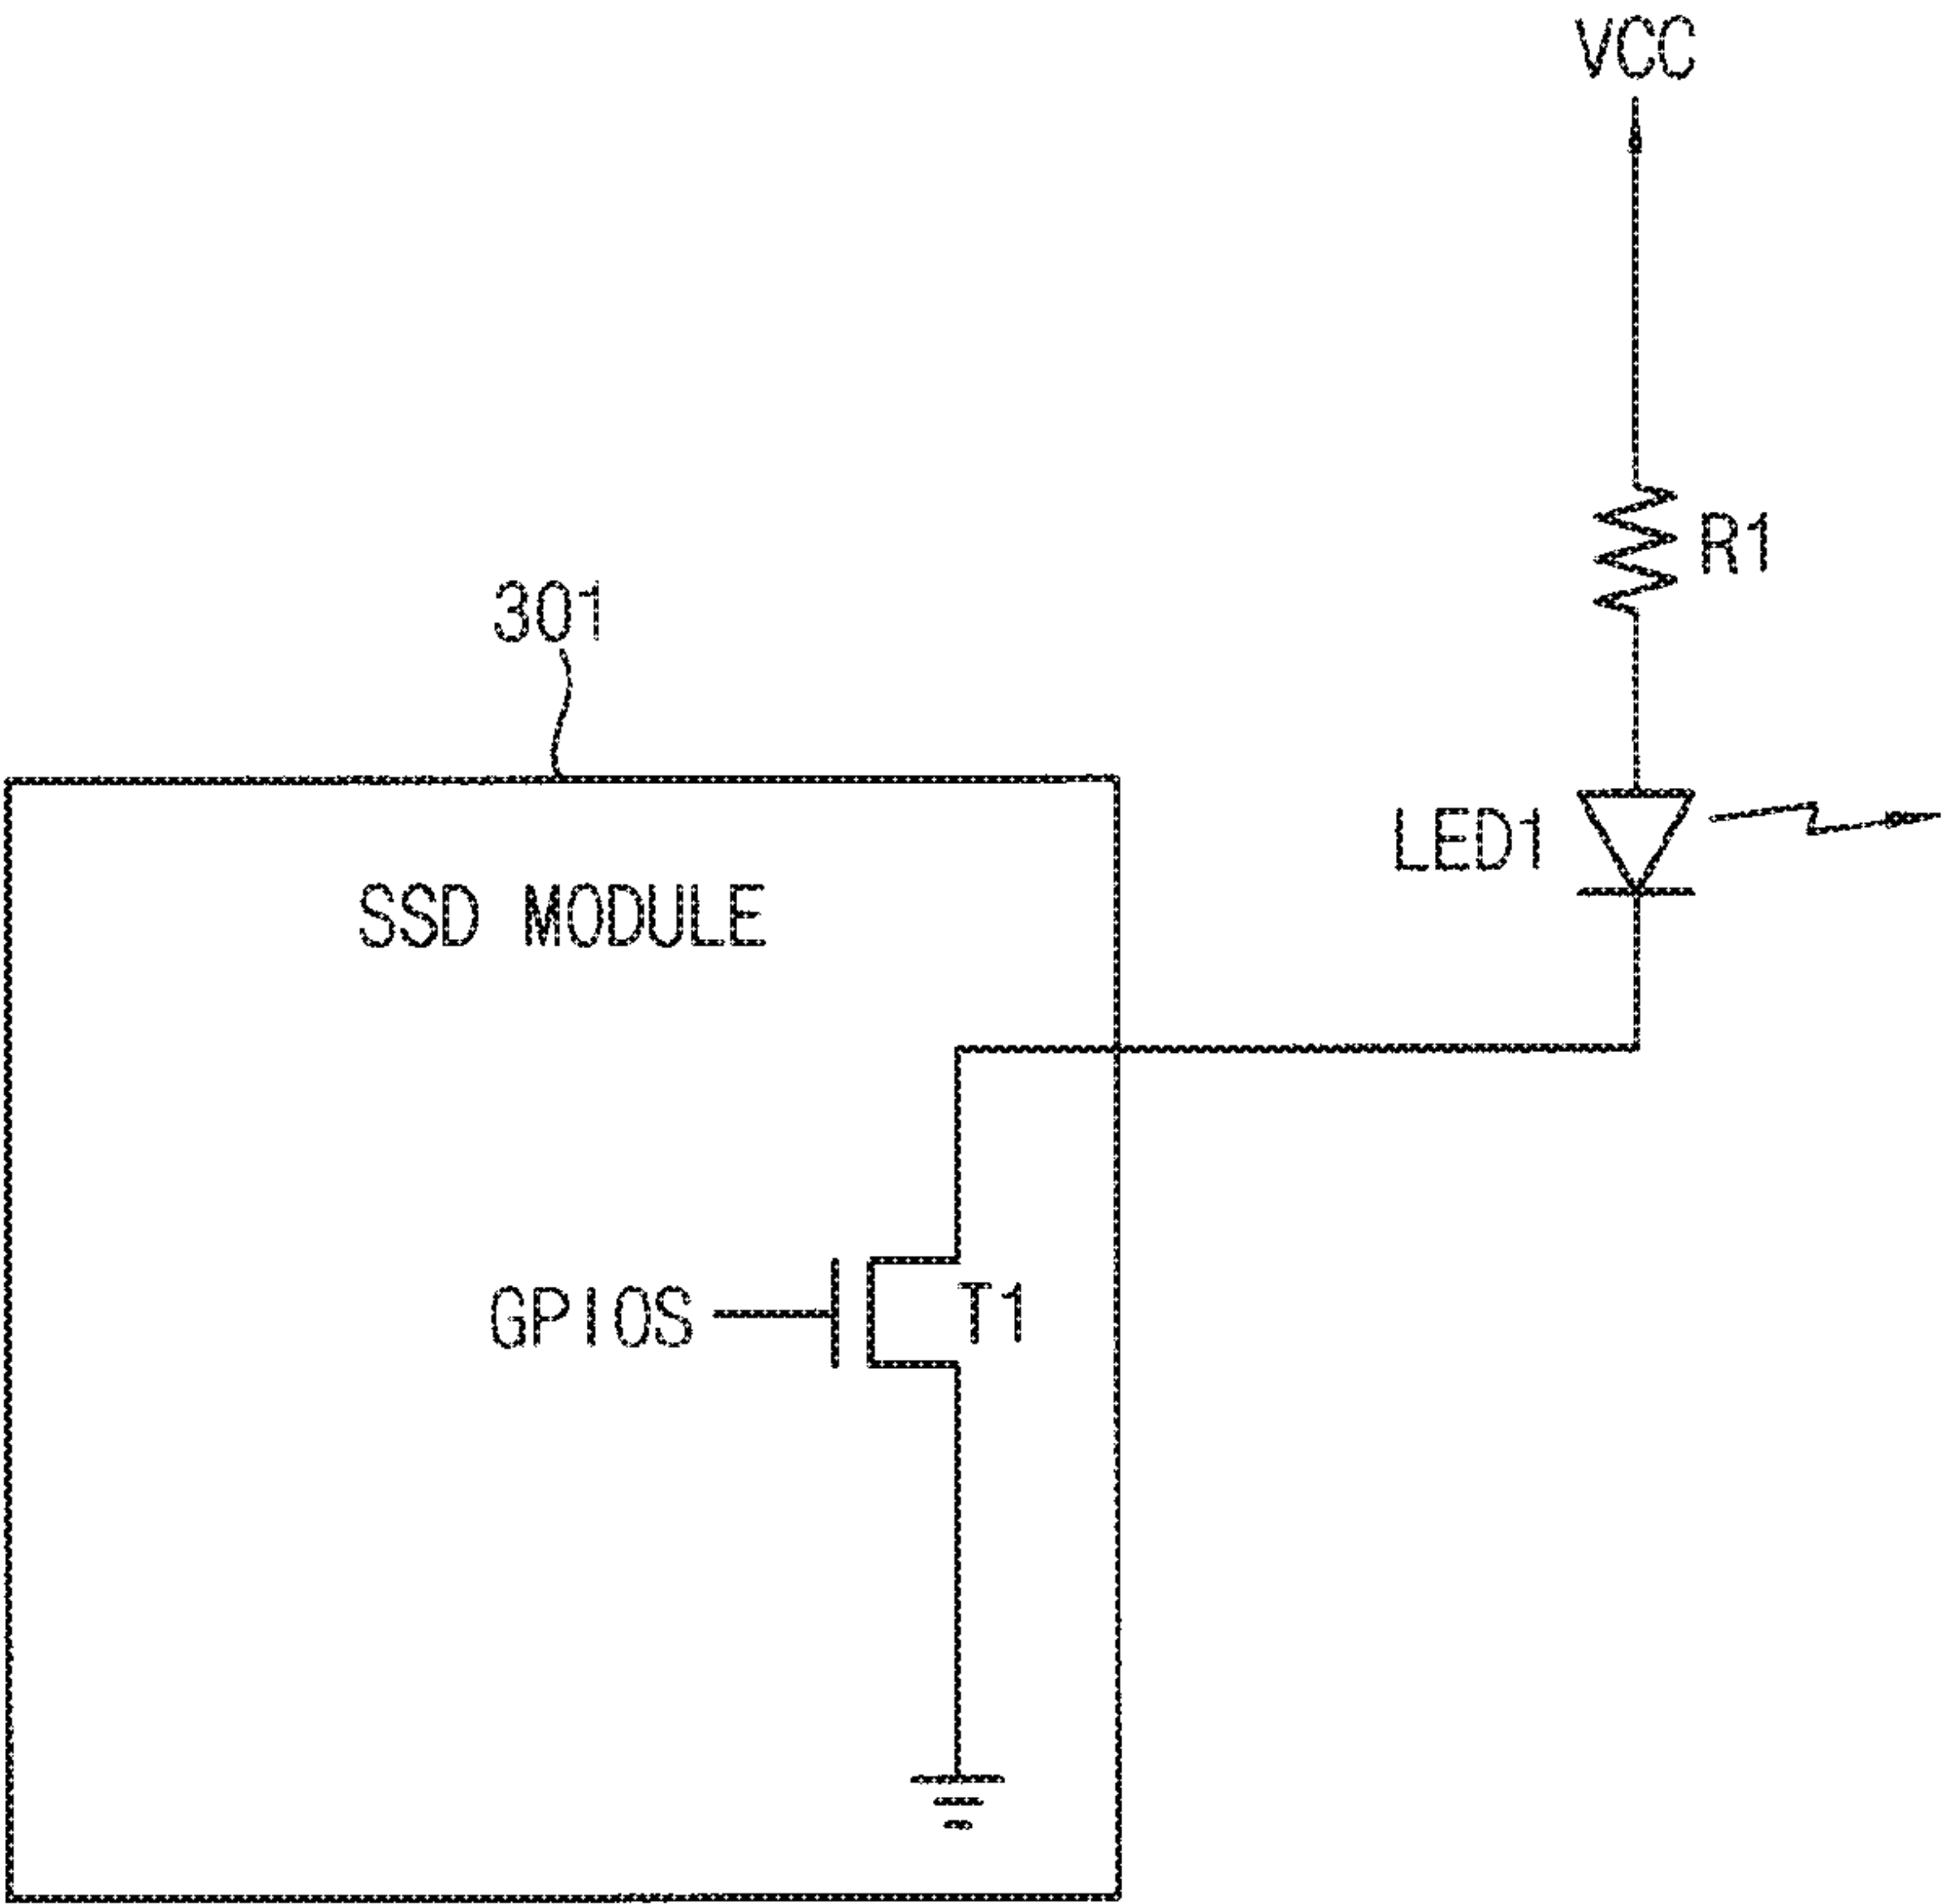 VCC
R1
301
LED1
SSD MODULE
GPIOS
T1